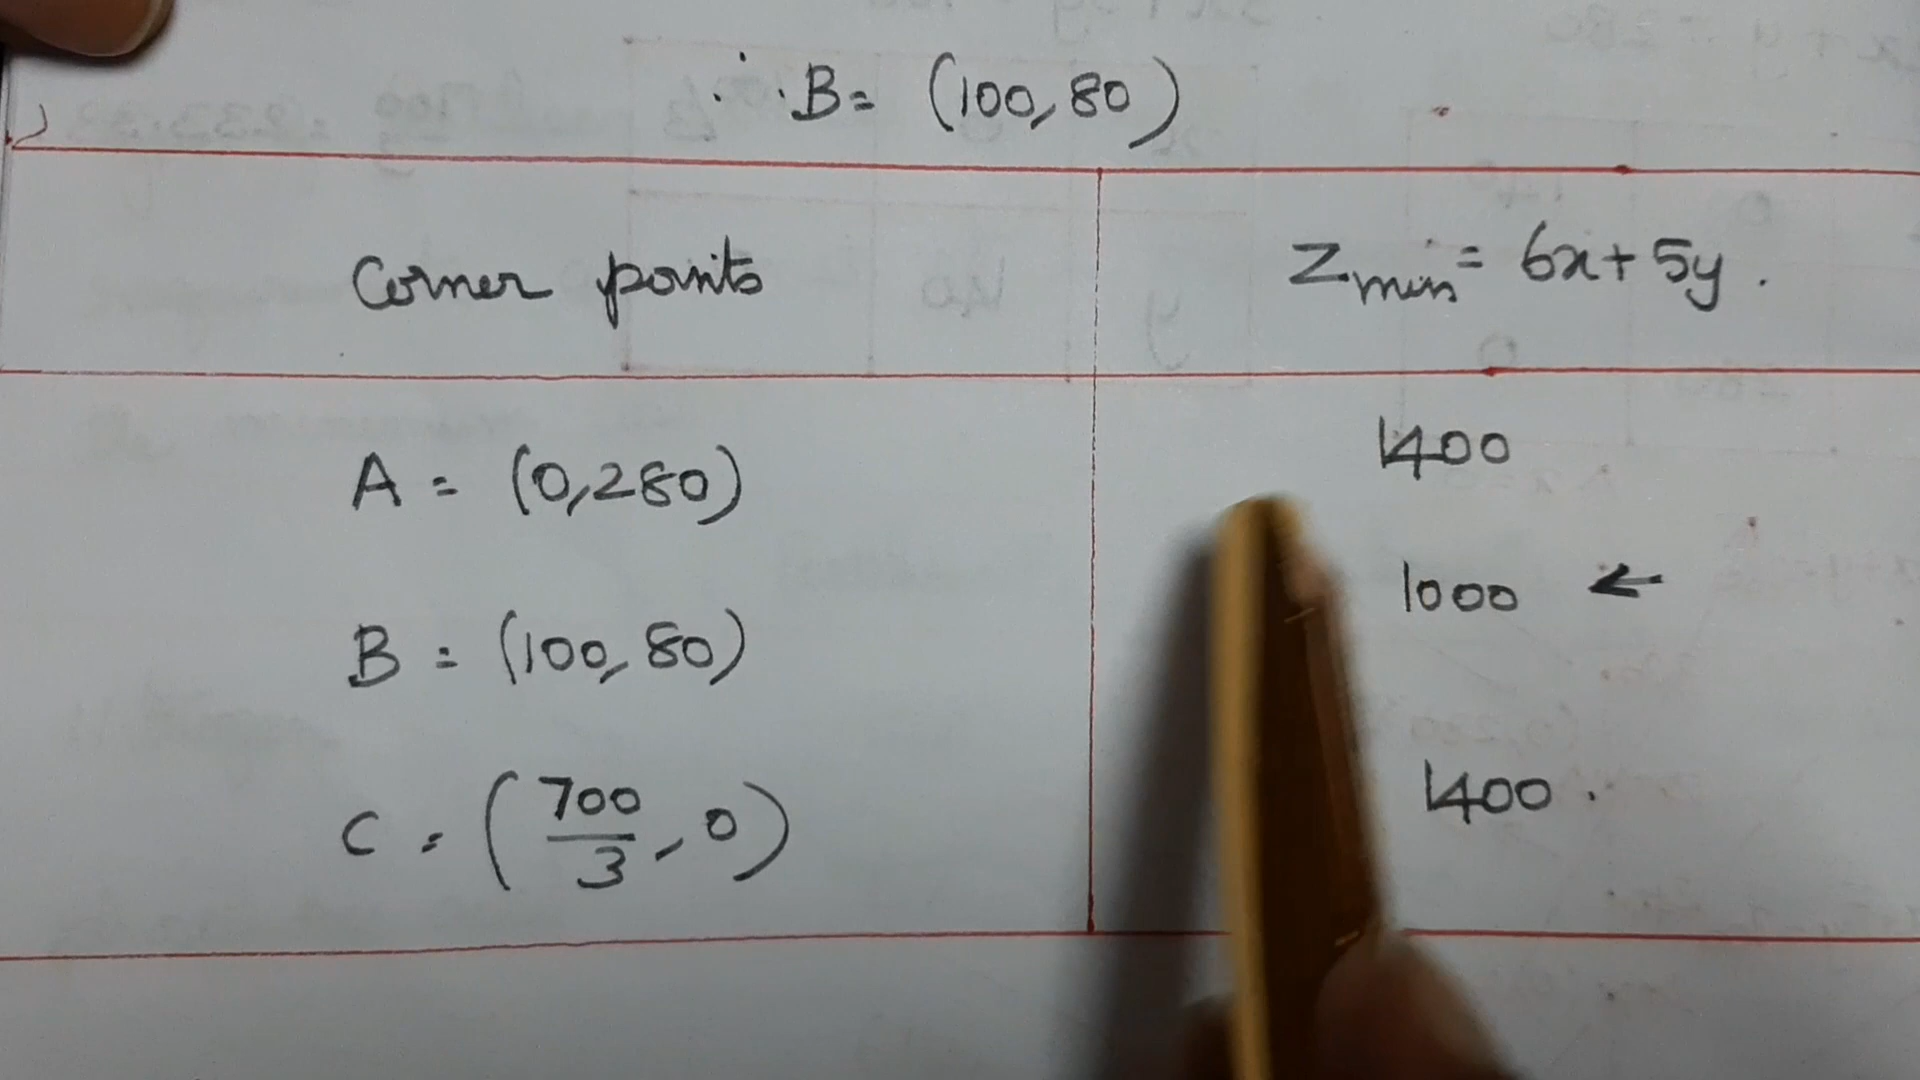 ∴ B = (100, 80)
Corner points
Zmin = 6x + 5y .
A = (0, 280)
1400
B = (100, 80)
1000 ←
C = (700/3, 0)
1400 .